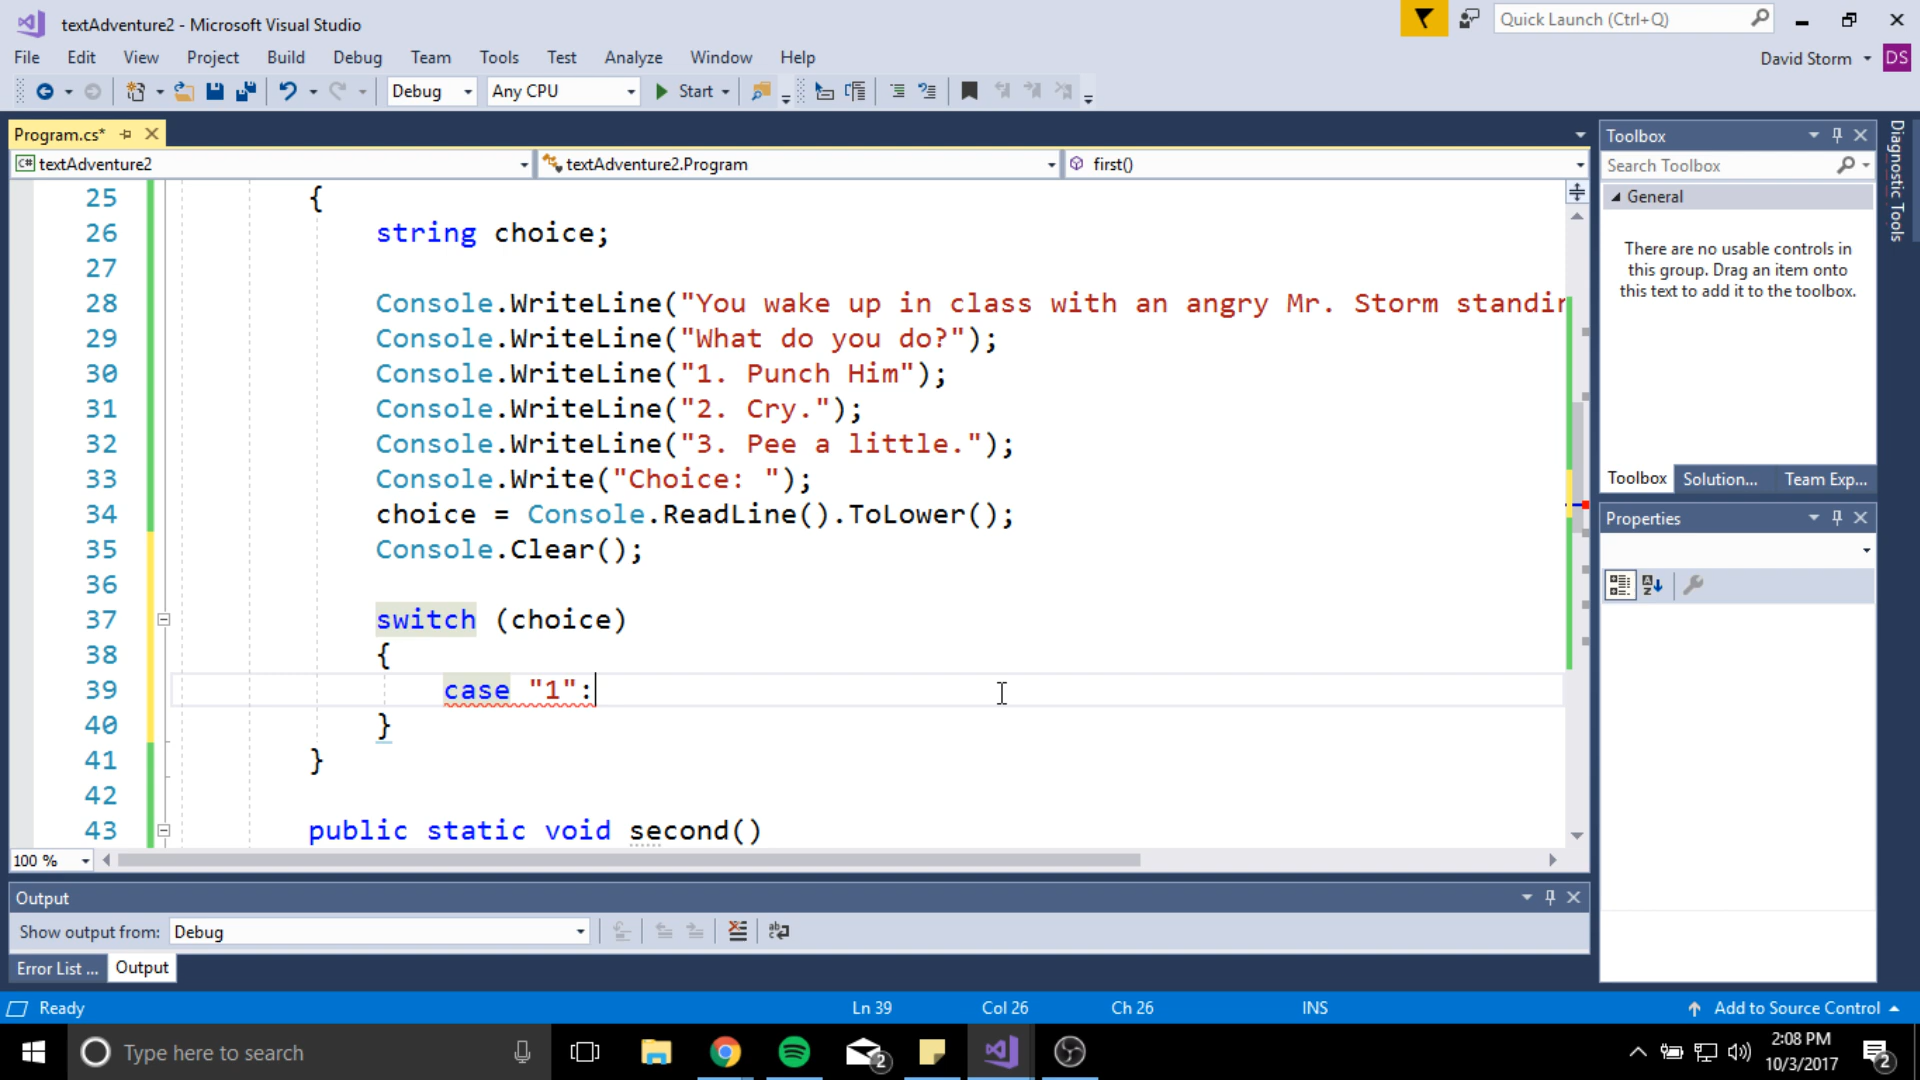 textAdventure2 - Microsoft Visual Studio
Quick Launch (Ctrl+Q)
File Edit View Project Build Debug Team Tools Test Analyze Window Help
David Storm DS
Debug Any CPU Start
Program.cs*
textAdventure2 textAdventure2.Program first()
25 {
26 string choice;
27
28 Console.WriteLine("You wake up in class with an angry Mr. Storm standin
29 Console.WriteLine("What do you do?");
30 Console.WriteLine("1. Punch Him");
31 Console.WriteLine("2. Cry.");
32 Console.WriteLine("3. Pee a little.");
33 Console.Write("Choice: ");
34 choice = Console.ReadLine().ToLower();
35 Console.Clear();
36
37 switch (choice)
38 {
39 case "1":
40 }
41 }
42
43 public static void second()
100 %
Toolbox
Search Toolbox
General
There are no usable controls in
this group. Drag an item onto
this text to add it to the toolbox.
Toolbox Solution... Team Exp...
Properties
Diagnostic Tools
Output
Show output from: Debug
Error List ... Output
Ready Ln 39 Col 26 Ch 26 INS Add to Source Control
Type here to search
2
2:08 PM
10/3/2017
2